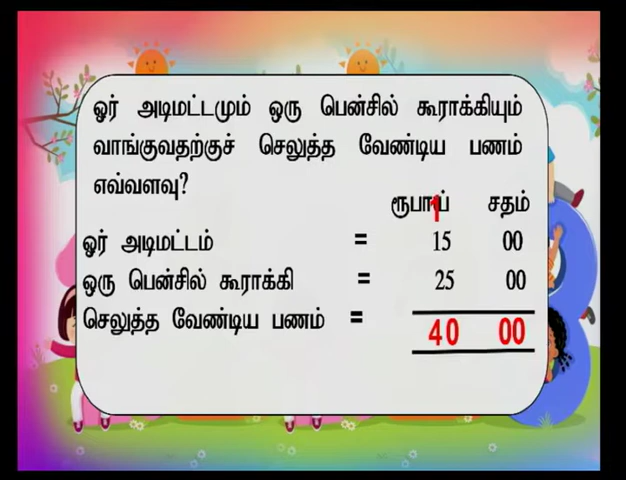 ஓர் அடிமட்டமும் ஒரு பென்சில் கூராக்கியும்
வாங்குவதற்குச் செலுத்த வேண்டிய பணம்
எவ்வளவு?
ரூபாய் சதம்
1
ஓர் அடிமட்டம் = 15 00
ஒரு பென்சில் கூராக்கி = 25 00
செலுத்த வேண்டிய பணம் = 40 00